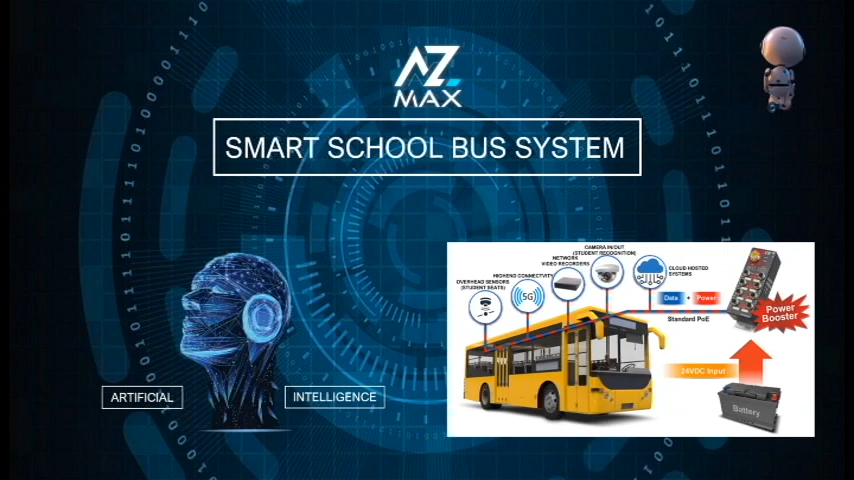 AZ.
MAX
SMART SCHOOL BUS SYSTEM
CAMERA IN/OUT
(STUDENT RECOGNITION)
NETWORK
VIDEO RECORDERS
HIGHEND CONNECTVITY
OVERHEAD SENSORS
(STUDENT SEATS)
5G
CLOUD HOSTED
SYSTEMS
Data + Power
Standard PoE
Power
Booster
24VDC Input
Battery
ARTIFICIAL
INTELLIGENCE